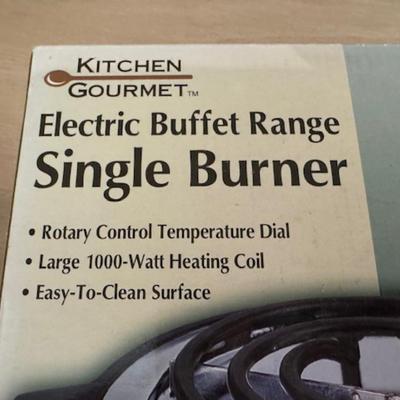 KITCHEN
GOURMET™
Electric Buffet Range
Single Burner
• Rotary Control Temperature Dial
• Large 1000-Watt Heating Coil
• Easy-To-Clean Surface